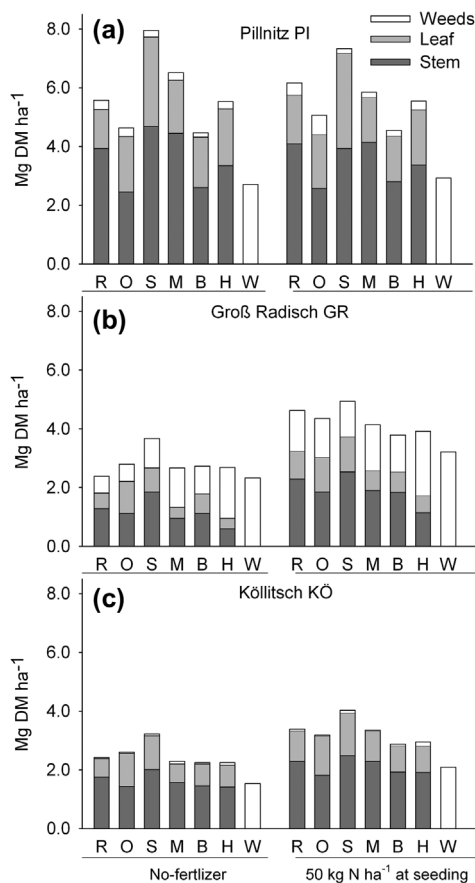 (a)
Pillnitz PI
Weeds
Leaf
Stem
Mg DM ha⁻¹
8.0
6.0
4.0
2.0
0.0
R O S M B H W R O S M B H W
(b)
Groß Radisch GR
Mg DM ha⁻¹
8.0
6.0
4.0
2.0
0.0
R O S M B H W R O S M B H W
(c)
Köllitsch KÖ
Mg DM ha⁻¹
8.0
6.0
4.0
2.0
0.0
R O S M B H W R O S M B H W
No-fertlizer 50 kg N ha⁻¹ at seeding